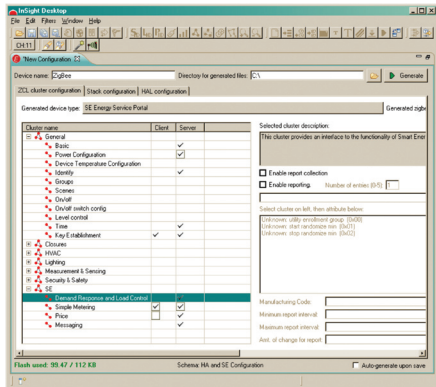 InSight Desktop
File Edit Filters Window Help
CH:11
*New Configuration
Device name: ZigBee
Directory for generated files: C:\
Generate
ZCL cluster configuration
Stack configuration
HAL configuration
Generated device type: SE Energy Service Portal
Generated zigb
Cluster name Client Server
General
Basic
Power Configuration
Device Temperature Configuration
Identify
Groups
Scenes
On/off
On/off switch config
Level control
Time
Key Establishment
Closures
HVAC
Lighting
Measurement & Sensing
Security & Safety
SE
Demand Response and Load Control
Simple Metering
Price
Messaging
Selected cluster description:
This cluster provides an interface to the functionality of Smart Ener
Enable report collection
Enable reporting. Number of entries (0-5): 1
Select cluster on left, then attribute below
Unknown: utility enrollment group (0x00)
Unknown: start randomize min (0x01)
Unknown: stop randomize min (0x02)
Manufacturing Code:
Minimum report interval:
Maximum report interval:
Amt. of change for report:
Flash used: 99.47 / 112 KB
Schema: HA and SE Configuration
Auto-generate upon save